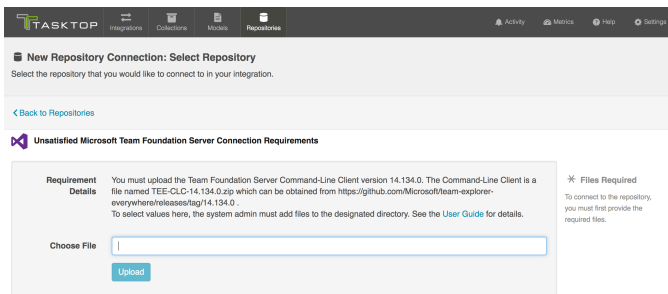 TASKTOP
Integrations
Collections
Models
Repositories
Activity
Metrics
Help
Settings
New Repository Connection: Select Repository
Select the repository that you would like to connect to in your integration.
Back to Repositories
Unsatisfied Microsoft Team Foundation Server Connection Requirements
Requirement
Details
You must upload the Team Foundation Server Command-Line Client version 14.134.0. The Command-Line Client is a
file named TEE-CLC-14.134.0.zip which can be obtained from https://github.com/Microsoft/team-explorer-
everywhere/releases/tag/14.134.0 .
To select values here, the system admin must add files to the designated directory. See the User Guide for details.
Choose File
Upload
Files Required
To connect to the repository,
you must first provide the
required files.